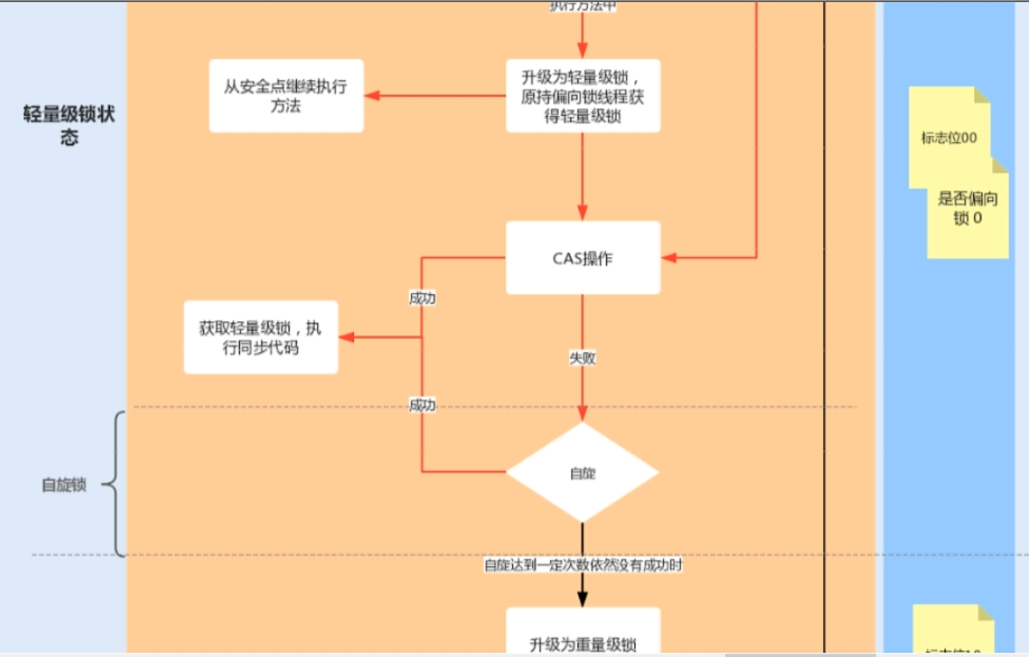 执行方法中
升级为轻量级锁，
原持偏向锁线程获
得轻量级锁
从安全点继续执行
方法
轻量级锁状
态
标志位00
是否偏向
锁 0
CAS操作
成功
获取轻量级锁，执
行同步代码
失败
成功
自旋
自旋锁
自旋达到一定次数依然没有成功时
升级为重量级锁
标志位10